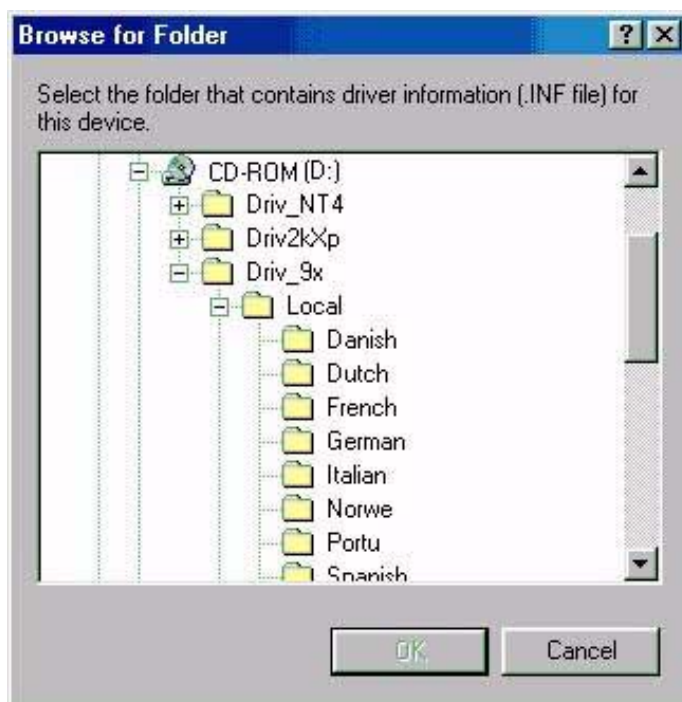 Browse for Folder
Select the folder that contains driver information (.INF file) for
this device.
CD-ROM (D:)
Driv_NT4
Driv2kXp
Driv_9x
Local
Danish
Dutch
French
German
Italian
Norwe
Portu
Spanish
OK
Cancel